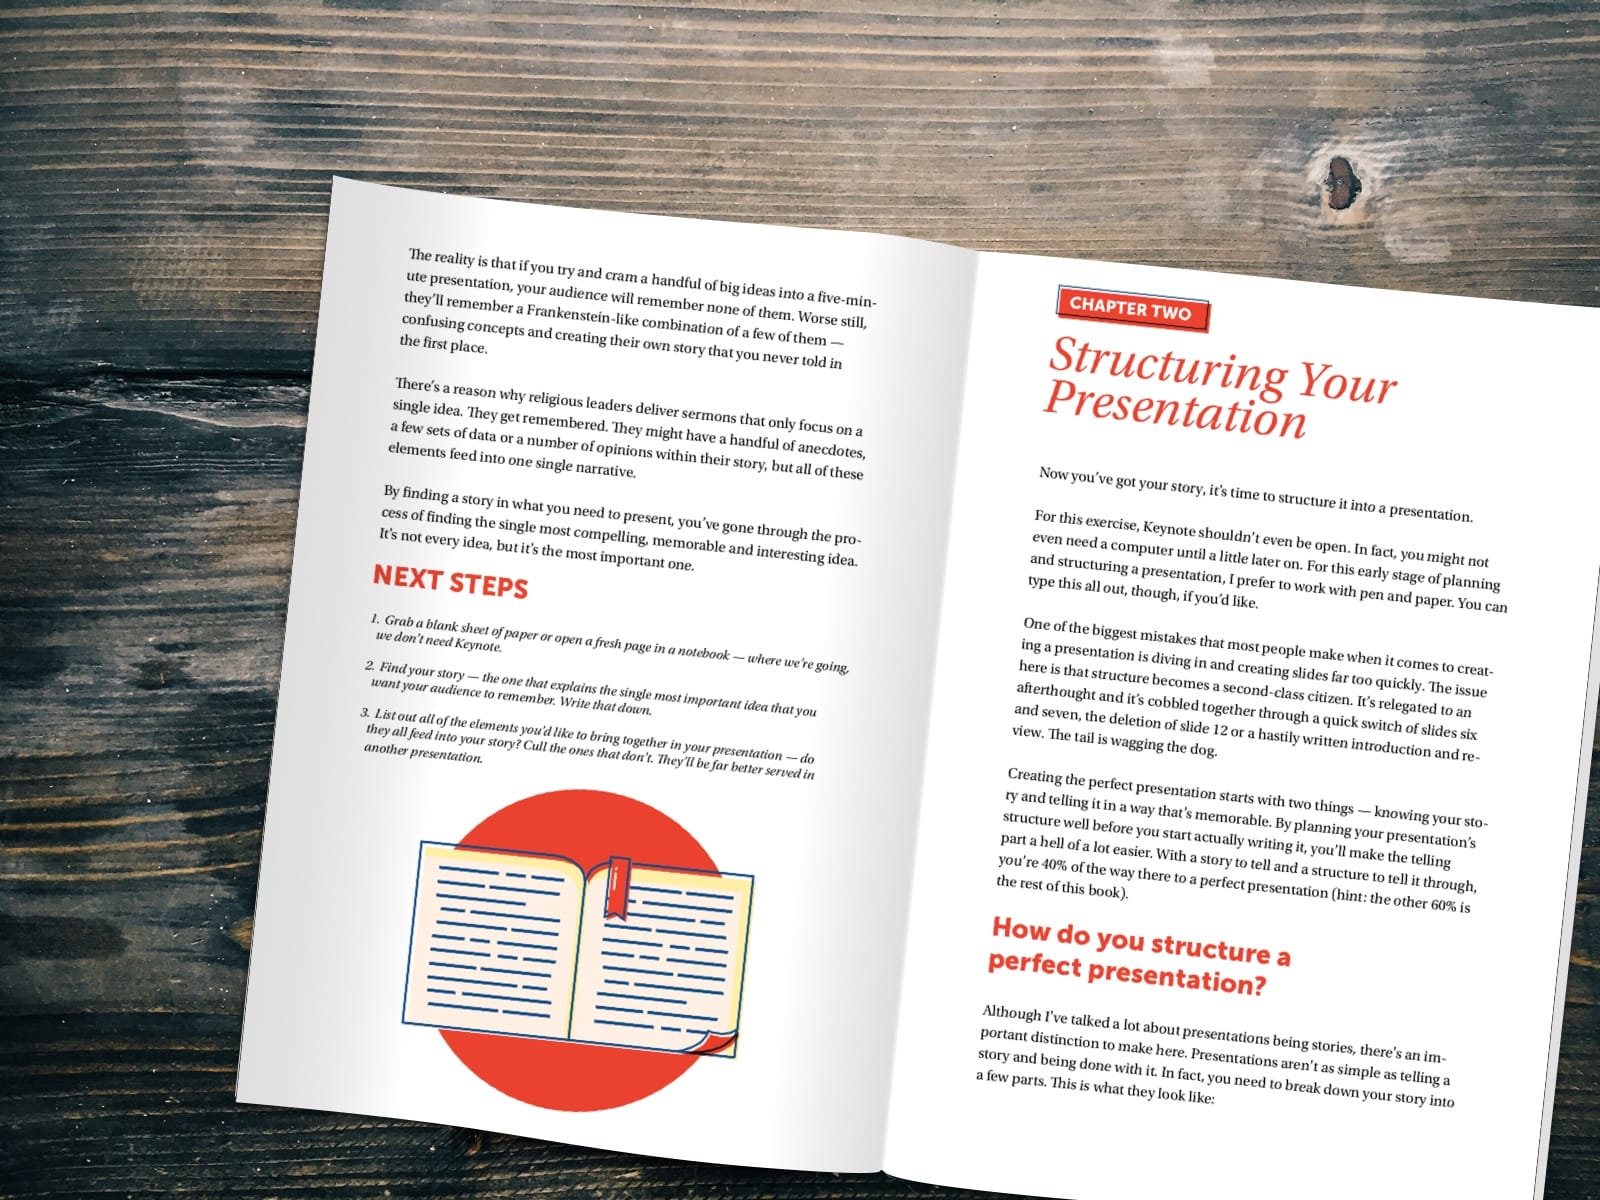 The reality is that if you try and cram a handful of big ideas into a five-min-
ute presentation, your audience will remember none of them. Worse still,
they'll remember a Frankenstein-like combination of a few of them —
confusing concepts and creating their own story that you never told in
the first place.
There's a reason why religious leaders deliver sermons that only focus on a
single idea. They get remembered. They might have a handful of anecdotes,
a few sets of data or a number of opinions within their story, but all of these
elements feed into one single narrative.
By finding a story in what you need to present, you've gone through the pro-
cess of finding the single most compelling, memorable and interesting idea.
It's not every idea, but it's the most important one.
NEXT STEPS
1. Grab a blank sheet of paper or open a fresh page in a notebook — where we're going,
we don't need Keynote.
2. Find your story — the one that explains the single most important idea that you
want your audience to remember. Write that down.
3. List out all of the elements you'd like to bring together in your presentation — do
they all feed into your story? Cull the ones that don't. They'll be far better served in
another presentation.
CHAPTER TWO
Structuring Your
Presentation
Now you've got your story, it's time to structure it into a presentation.
For this exercise, Keynote shouldn't even be open. In fact, you might not
even need a computer until a little later on. For this early stage of planning
and structuring a presentation, I prefer to work with pen and paper. You can
type this all out, though, if you'd like.
One of the biggest mistakes that most people make when it comes to creat-
ing a presentation is diving in and creating slides far too quickly. The issue
here is that structure becomes a second-class citizen. It's relegated to an
afterthought and it's cobbled together through a quick switch of slides six
and seven, the deletion of slide 12 or a hastily written introduction and re-
view. The tail is wagging the dog.
Creating the perfect presentation starts with two things — knowing your sto-
ry and telling it in a way that's memorable. By planning your presentation's
structure well before you start actually writing it, you'll make the telling
part a hell of a lot easier. With a story to tell and a structure to tell it through,
you're 40% of the way there to a perfect presentation (hint: the other 60% is
the rest of this book).
How do you structure a
perfect presentation?
Although I've talked a lot about presentations being stories, there's an im-
portant distinction to make here. Presentations aren't as simple as telling a
story and being done with it. In fact, you need to break down your story into
a few parts. This is what they look like: